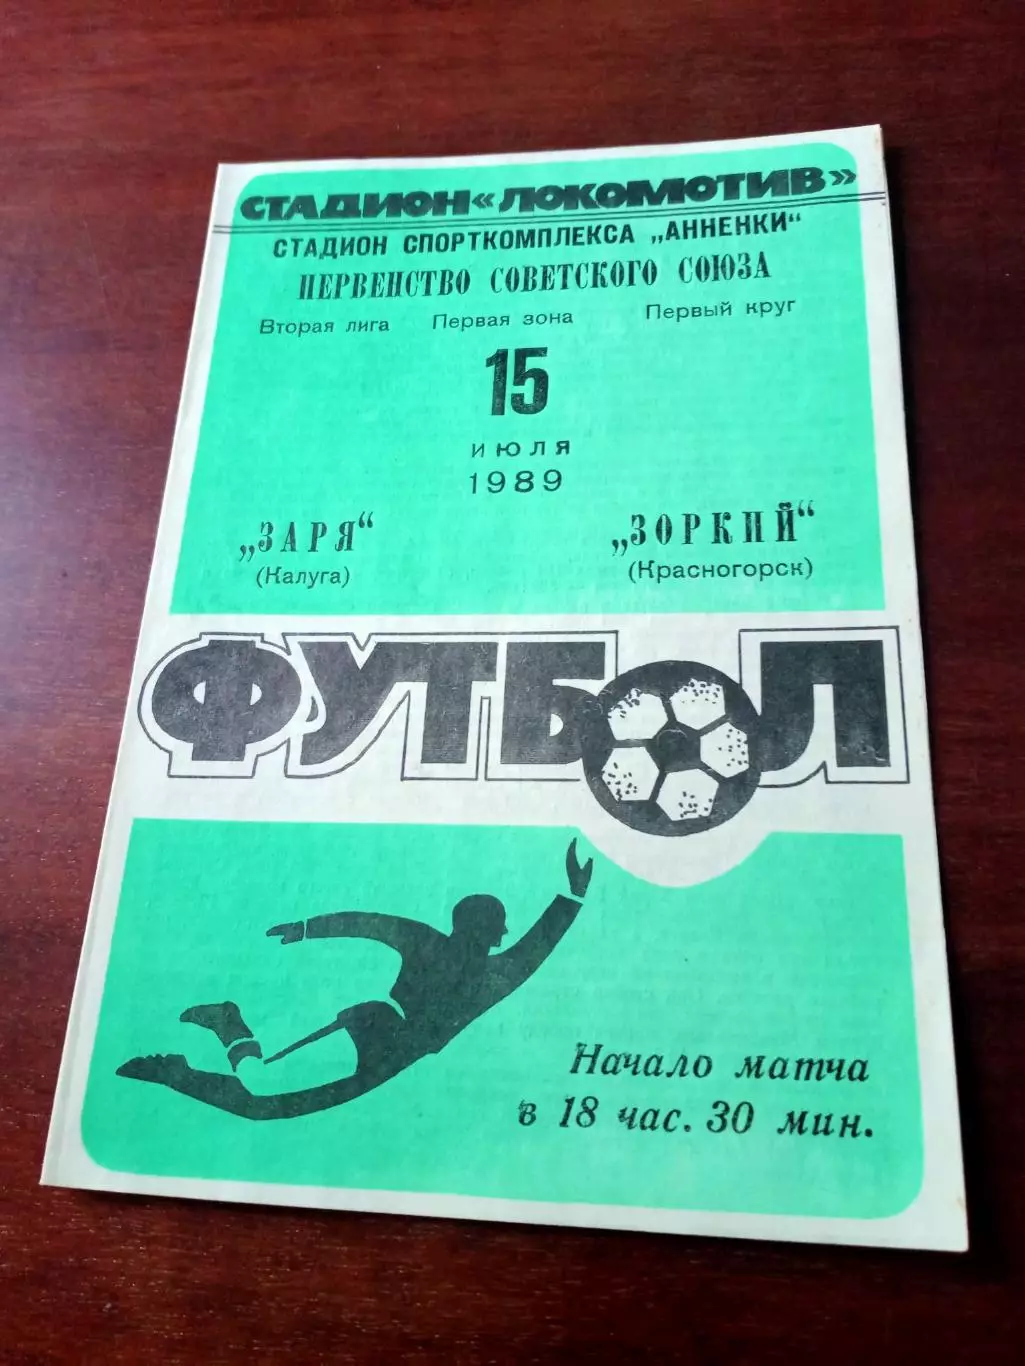 СТАДИОН «ЛОКОМОТИВ»
СТАДИОН СПОРТКОМПЛЕКСА „АННЕНКИ“
ПЕРВЕНСТВО СОВЕТСКОГО СОЮЗА
Вторая лига Первая зона Первый круг
15
июля
1989
„ЗАРЯ“ „ЗОРКИЙ“
(Калуга) (Красногорск)
ФУТБОЛ
Начало матча
в 18 час. 30 мин.